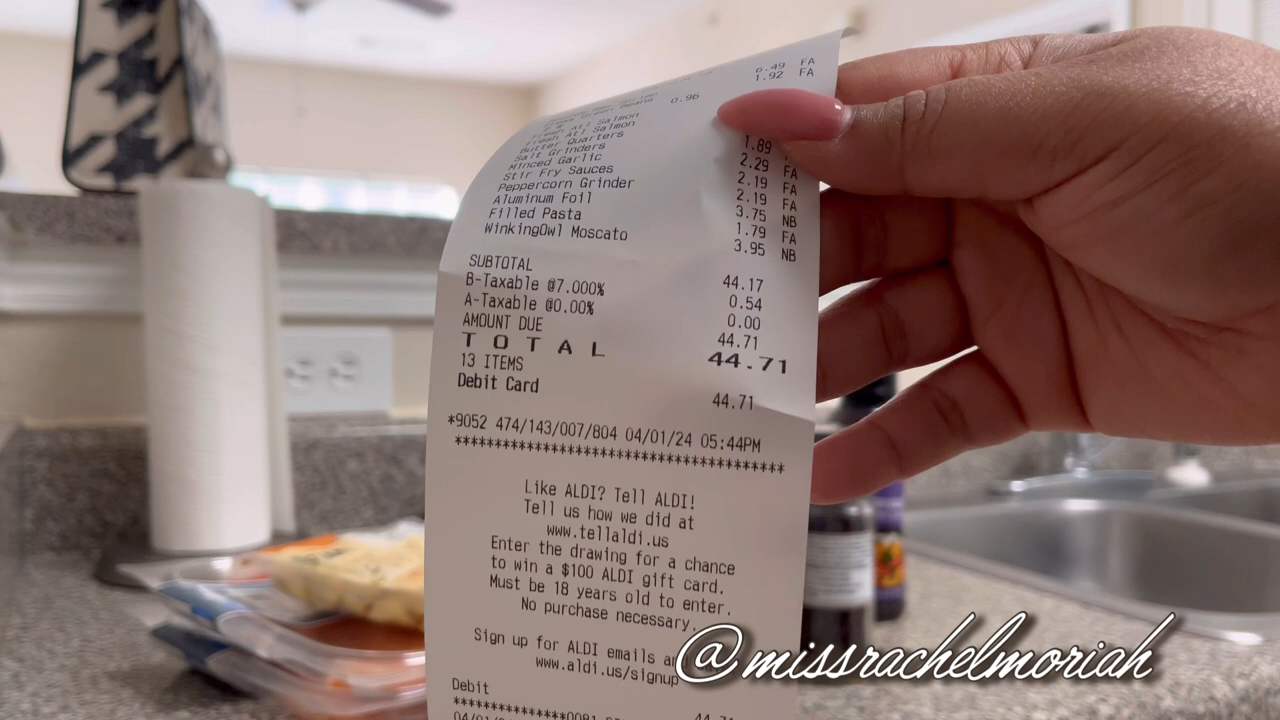 6.49 FA
1.92 FA
0.96
Fresh Atl Salmon
Fresh Atl Salmon
Butter Quarters
Salt Grinders 1.89
Minced Garlic 2.29 FA
Stir Fry Sauces 2.19 FA
Peppercorn Grinder 2.19 FA
Aluminum Foil 3.75 NB
Filled Pasta 1.79 FA
WinkingOwl Moscato 3.95 NB
SUBTOTAL 44.17
B-Taxable @7.000% 0.54
A-Taxable @0.00% 0.00
AMOUNT DUE 44.71
TOTAL 44.71
13 ITEMS
Debit Card 44.71
*9052 474/143/007/804 04/01/24 05:44PM
******************************************
Like ALDI? Tell ALDI!
Tell us how we did at
www.tellaldi.us
Enter the drawing for a chance
to win a $100 ALDI gift card.
Must be 18 years old to enter.
No purchase necessary.
Sign up for ALDI emails
www.aldi.us/signup
@missrachelmoriah
Debit